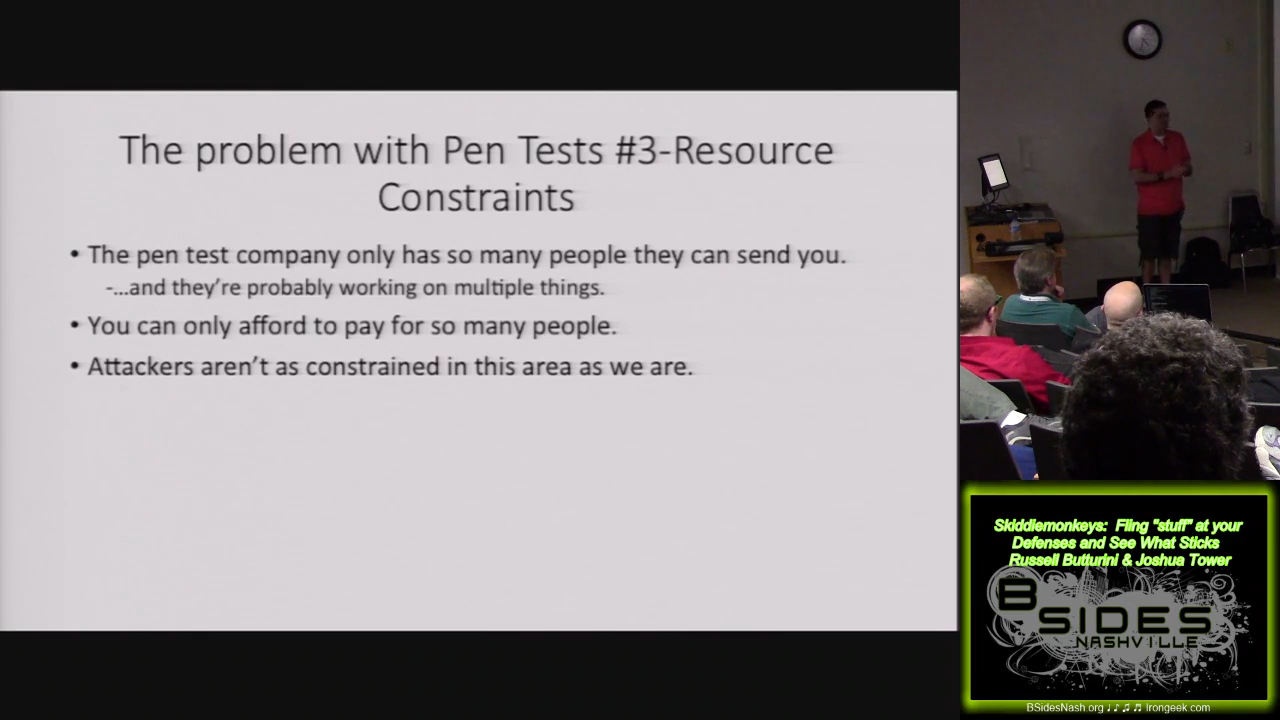 The problem with Pen Tests #3-Resource
Constraints
• The pen test company only has so many people they can send you.
-...and they're probably working on multiple things.
• You can only afford to pay for so many people.
• Attackers aren't as constrained in this area as we are.
Skiddiemonkeys: Fling "stuff" at your
Defenses and See What Sticks
Russell Butturini & Joshua Tower
BSIDES
NASHVILLE
BSidesNash.org ♩♪♫♬ Irongeek.com